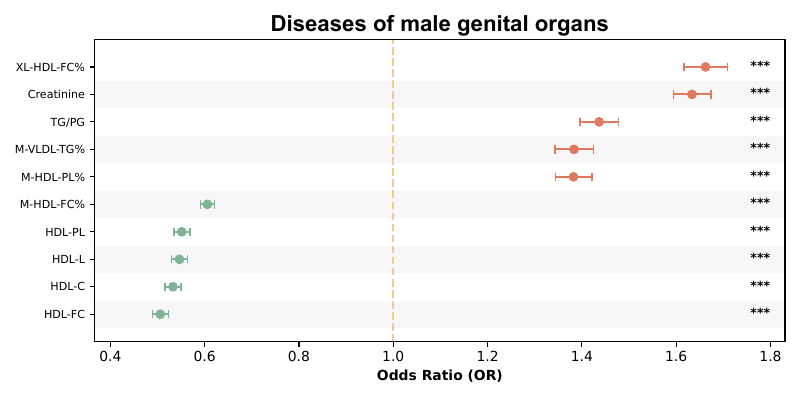 Diseases of male genital organs
XL-HDL-FC% ***
Creatinine ***
TG/PG ***
M-VLDL-TG% ***
M-HDL-PL% ***
M-HDL-FC% ***
HDL-PL ***
HDL-L ***
HDL-C ***
HDL-FC ***
0.4 0.6 0.8 1.0 1.2 1.4 1.6 1.8
Odds Ratio (OR)